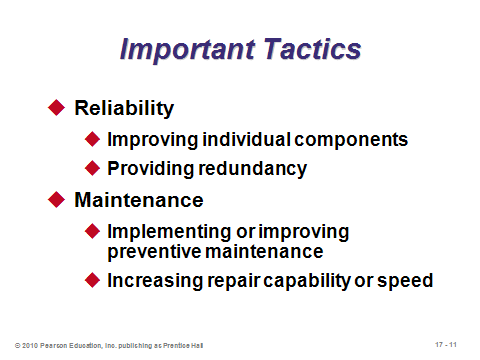 Important Tactics
Reliability
Improving individual components
Providing redundancy
Maintenance
Implementing or improving
preventive maintenance
Increasing repair capability or speed
© 2010 Pearson Education, Inc. publishing as Prentice Hall
17 - 11